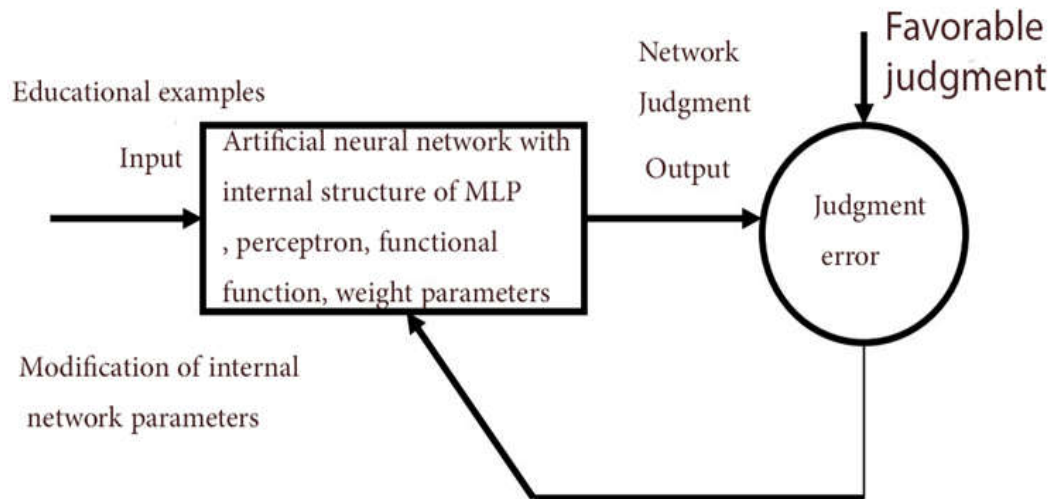 Educational examples
Input
Artificial neural network with
internal structure of MLP
, perceptron, functional
function, weight parameters
Network
Judgment
Output
Favorable
judgment
Judgment
error
Modification of internal
network parameters